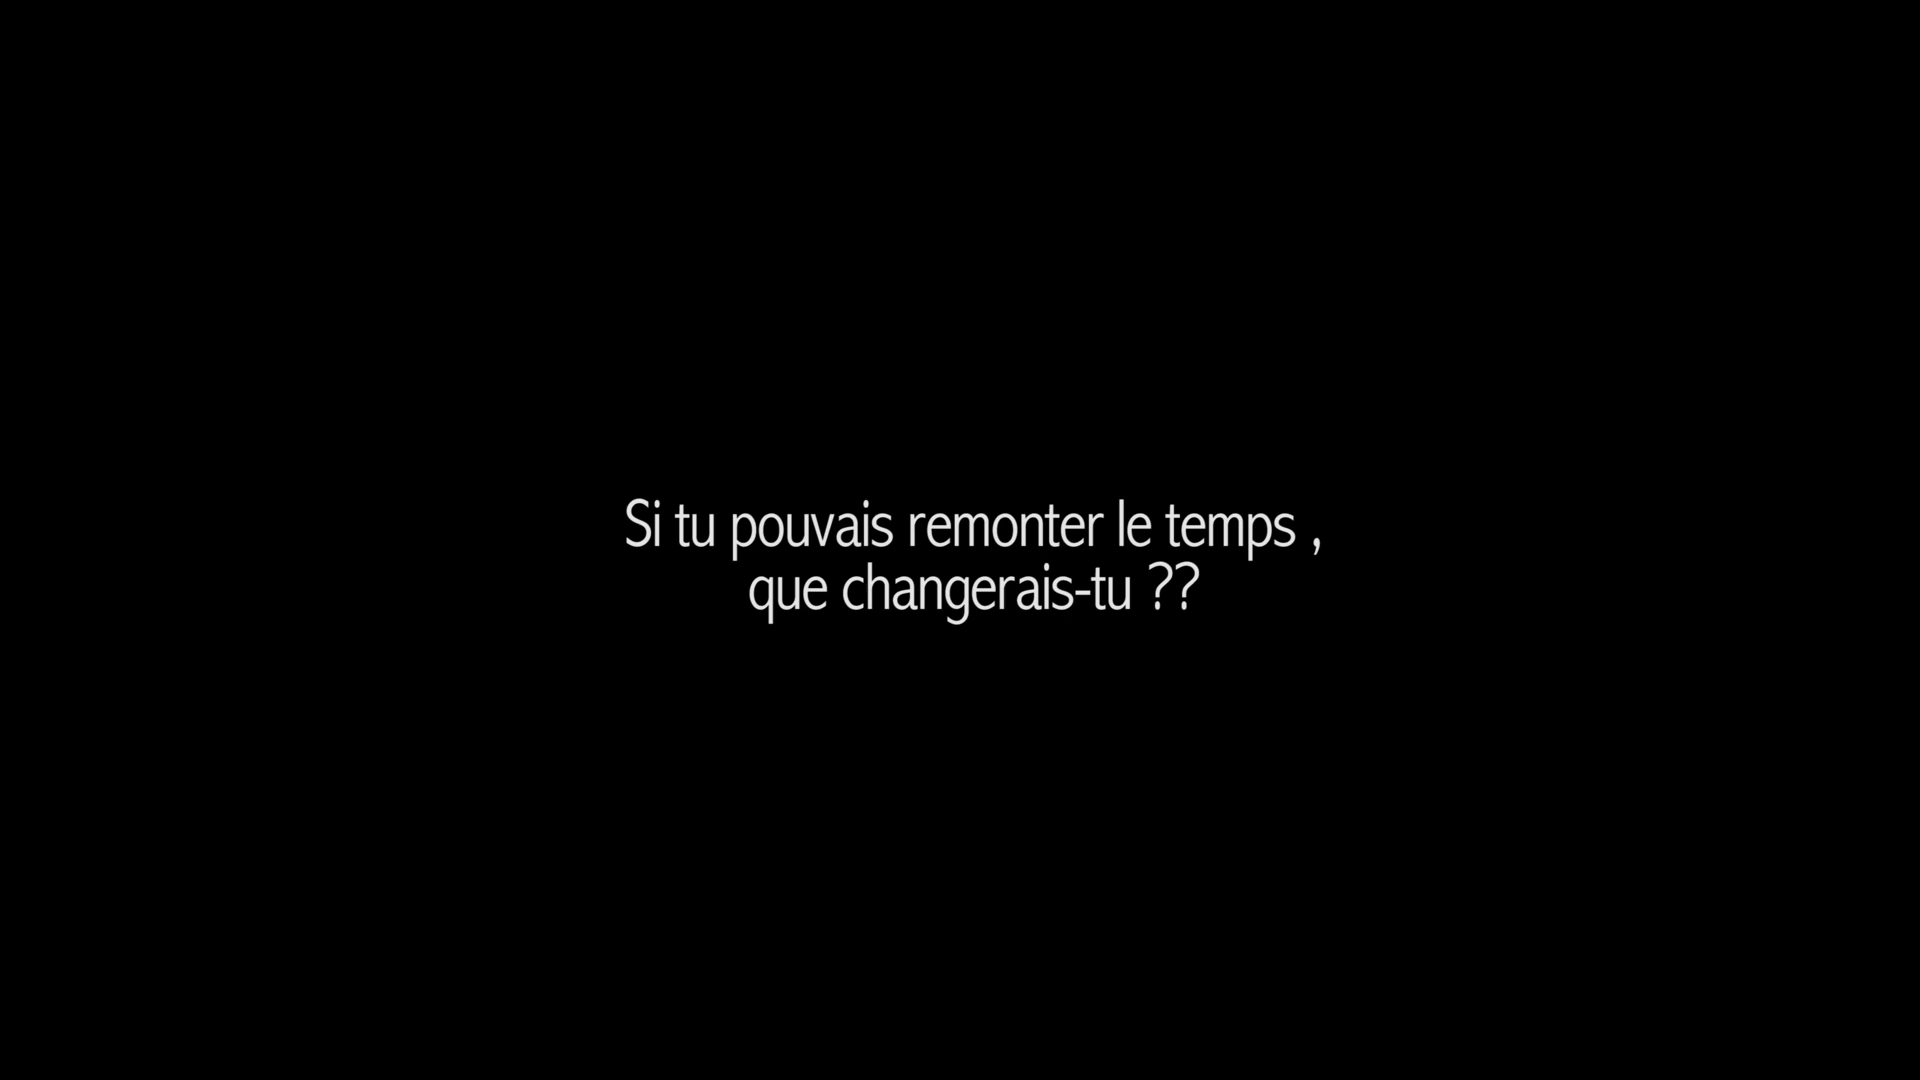 Si tu pouvais remonter le temps ,
que changerais-tu ??